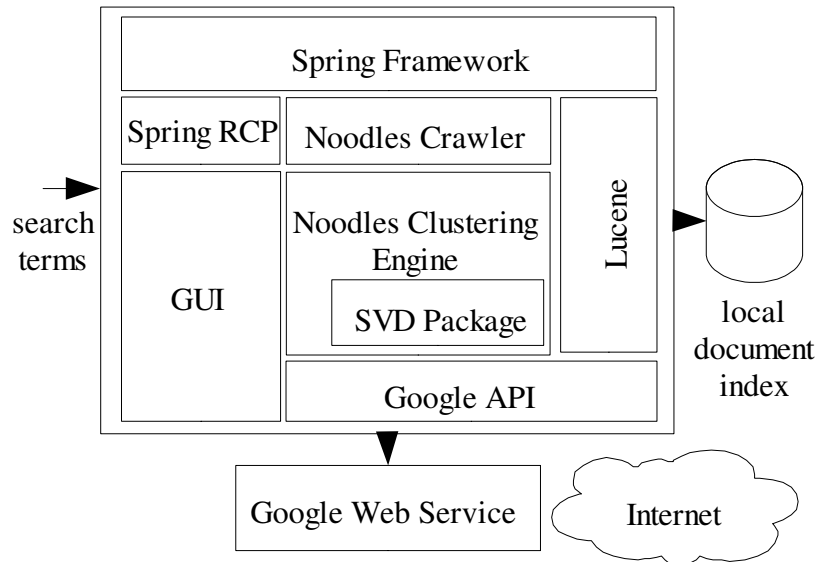 Spring Framework
Spring RCP
Noodles Crawler
Lucene
search
terms
GUI
Noodles Clustering
Engine
SVD Package
Google API
local
document
index
Google Web Service
Internet